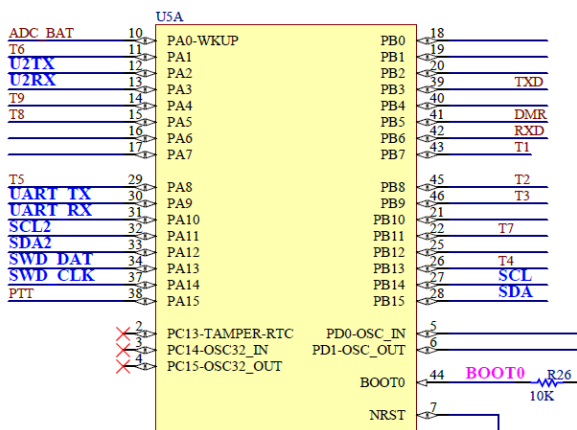 U5A
ADC_BAT 10 PA0-WKUP PB0 18
T6 11 PA1 PB1 19
U2TX 12 PA2 PB2 20
U2RX 13 PA3 PB3 39 TXD
T9 14 PA4 PB4 40
T8 15 PA5 PB5 41 DMR
16 PA6 PB6 42 RXD
17 PA7 PB7 43 T1
T5 29 PA8 PB8 45 T2
UART_TX 30 PA9 PB9 46 T3
UART_RX 31 PA10 PB10 21
SCL2 32 PA11 PB11 22 T7
SDA2 33 PA12 PB12 25
SWD_DAT 34 PA13 PB13 26 T4
SWD_CLK 37 PA14 PB14 27 SCL
PTT 38 PA15 PB15 28 SDA
2 PC13-TAMPER-RTC PD0-OSC_IN 5
3 PC14-OSC32_IN PD1-OSC_OUT 6
4 PC15-OSC32_OUT
BOOT0 44 BOOT0 R26
10K
NRST 7